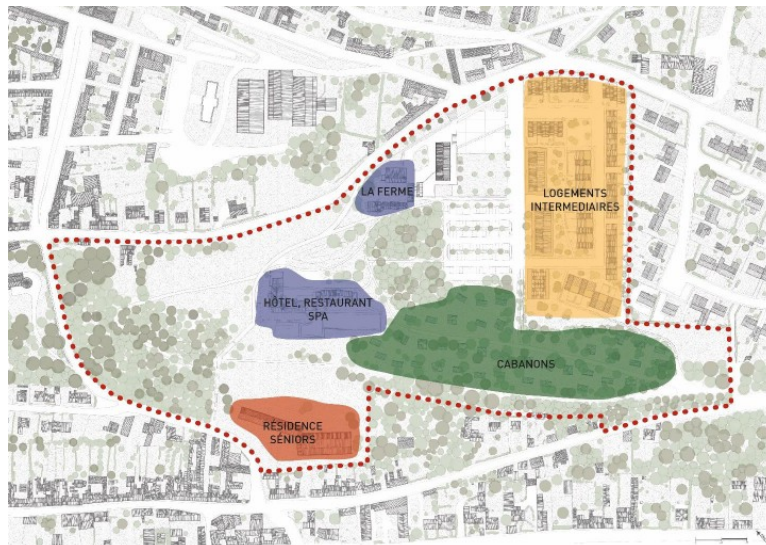 LA FERME
LOGEMENTS
INTERMEDIAIRES
HÔTEL, RESTAURANT
SPA
CABANONS
RÉSIDENCE
SÉNIORS